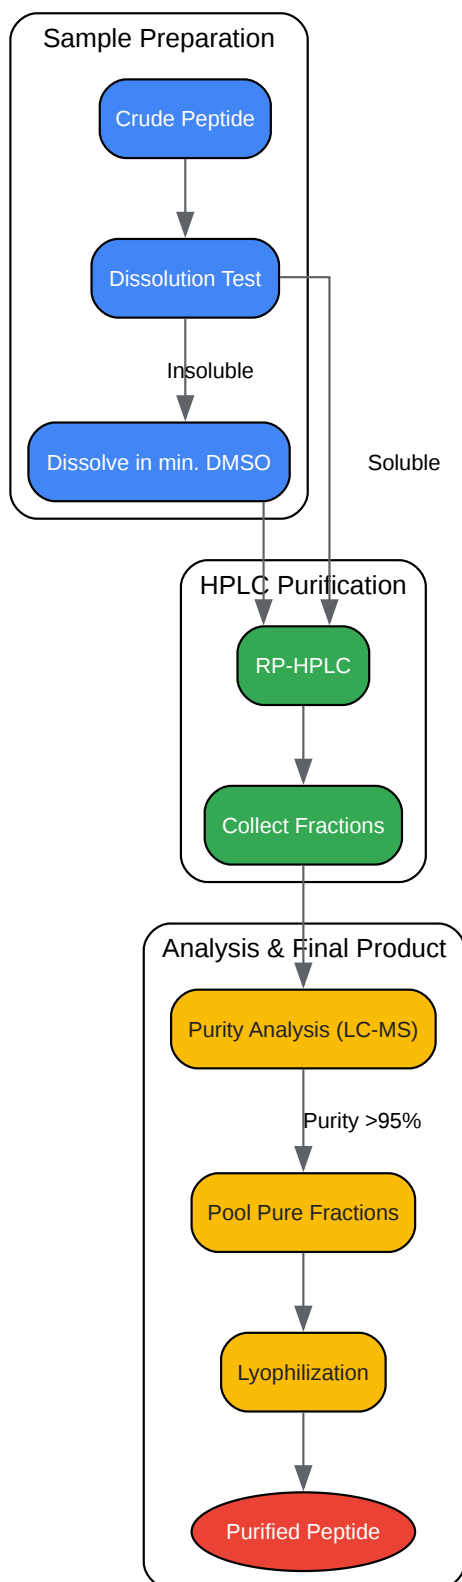 Sample Preparation
Crude Peptide
Dissolution Test
Insoluble
Dissolve in min. DMSO
Soluble
HPLC Purification
RP-HPLC
Collect Fractions
Analysis & Final Product
Purity Analysis (LC-MS)
Purity >95%
Pool Pure Fractions
Lyophilization
Purified Peptide